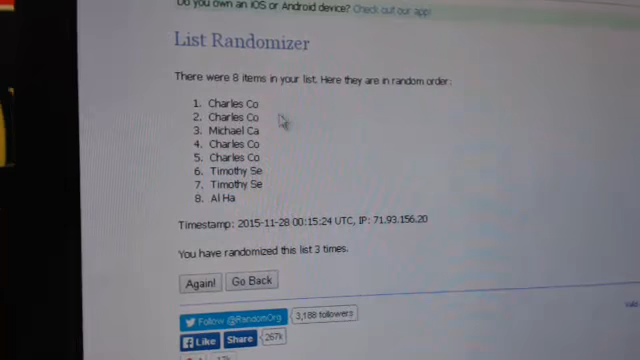 Do you own an iOS or Android device? Check out our app!
List Randomizer
There were 8 items in your list. Here they are in random order:
1. Charles Co
2. Charles Co
3. Michael Ca
4. Charles Co
5. Charles Co
6. Timothy Se
7. Timothy Se
8. Al Ha
Timestamp: 2015-11-28 00:15:24 UTC, IP: 71.93.156.20
You have randomized this list 3 times.
Again! Go Back
Follow @RandomOrg 3,188 followers
Like Share 267k